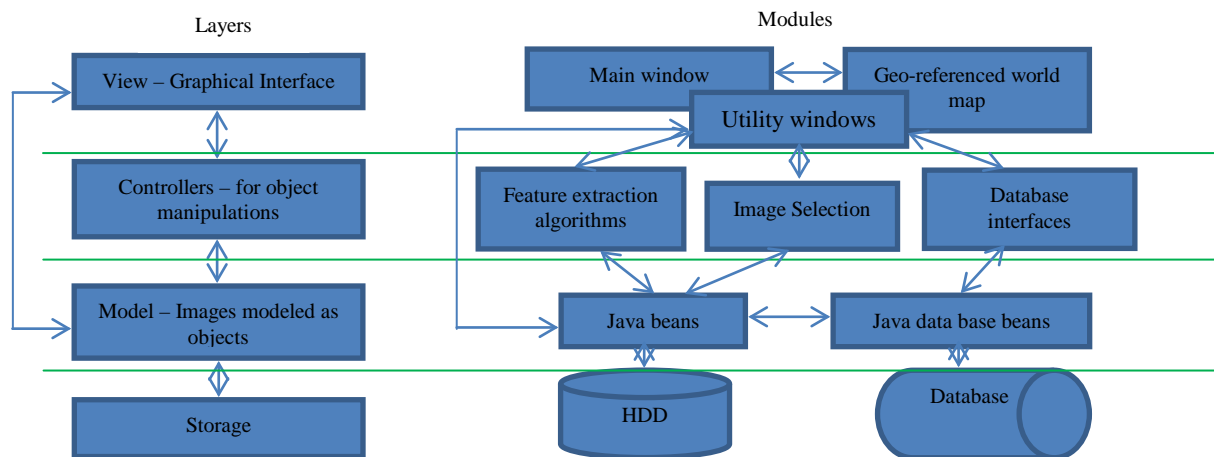 Layers
Modules
View – Graphical Interface
Main window
Geo-referenced world
map
Utility windows
Controllers – for object
manipulations
Feature extraction
algorithms
Image Selection
Database
interfaces
Model – Images modeled as
objects
Java beans
Java data base beans
Storage
HDD
Database